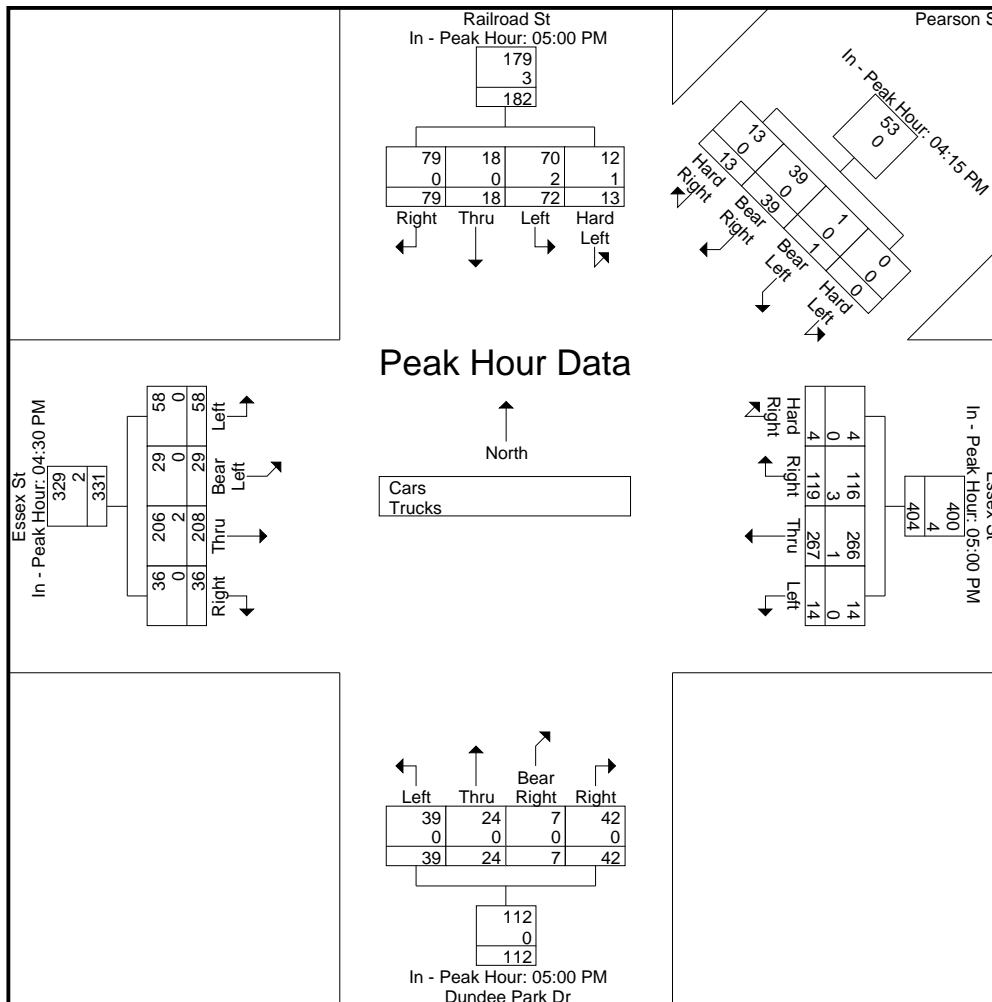 Railroad St
In - Peak Hour: 05:00 PM
179
3
182
79 18 70 12
0 0 2 1
79 18 72 13
Right Thru Left Hard
Left
Pearson S
In - Peak Hour: 04:15 PM
53
0
13 39 1 0
0 0 0 0
13 39 1 0
Hard
Right
Bear
Right
Bear
Left
Hard
Left
Peak Hour Data
North
Cars
Trucks
Essex St
In - Peak Hour: 04:30 PM
329
2
331
58 0 58
29 0 29
206 2 208
36 0 36
Left
Bear
Left
Thru
Right
Essex St
In - Peak Hour: 05:00 PM
400
4
404
4 0 4
116 3 119
266 1 267
14 0 14
Hard
Right
Right
Thru
Left
Left Thru Bear
Right Right
39 24 7 42
0 0 0 0
39 24 7 42
112
0
112
In - Peak Hour: 05:00 PM
Dundee Park Dr